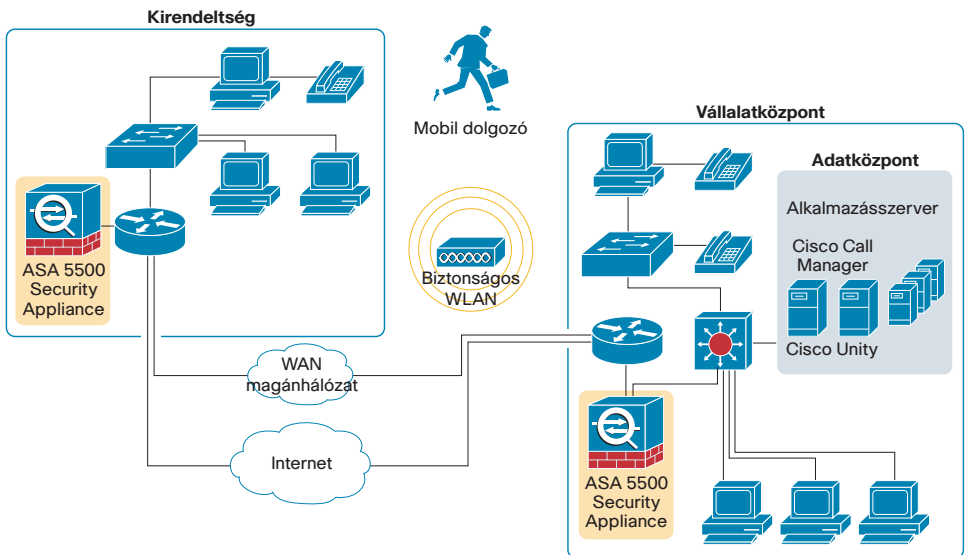 Kirendeltség
Mobil dolgozó
Vállalatközpont
Adatközpont
Alkalmazásszerver
Cisco Call
Manager
Cisco Unity
ASA 5500
Security
Appliance
Biztonságos
WLAN
WAN
magánhálózat
Internet
ASA 5500
Security
Appliance